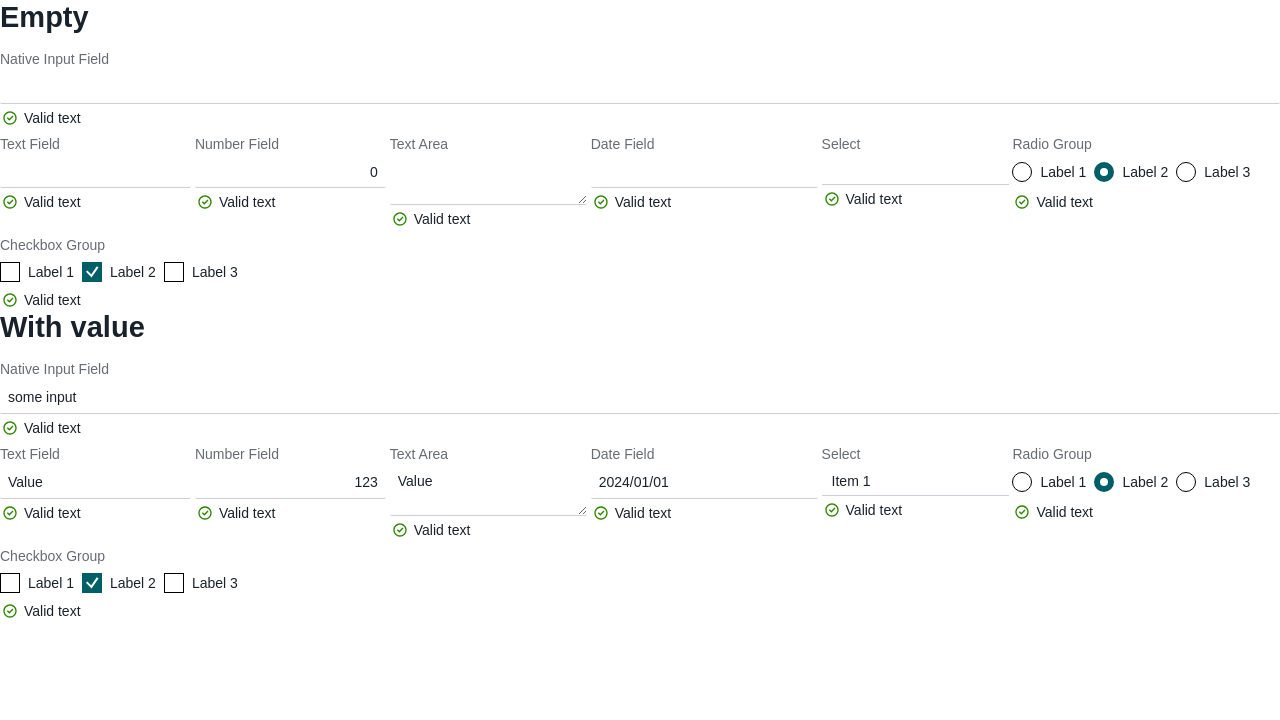 Empty
Native Input Field
Valid text
Text Field Number Field Text Area Date Field Select Radio Group
0 Label 1 Label 2 Label 3
Valid text Valid text Valid text Valid text Valid text
Valid text
Checkbox Group
Label 1 Label 2 Label 3
Valid text
With value
Native Input Field
some input
Valid text
Text Field Number Field Text Area Date Field Select Radio Group
Value 123 Value 2024/01/01 Item 1 Label 1 Label 2 Label 3
Valid text Valid text Valid text Valid text Valid text
Valid text
Checkbox Group
Label 1 Label 2 Label 3
Valid text